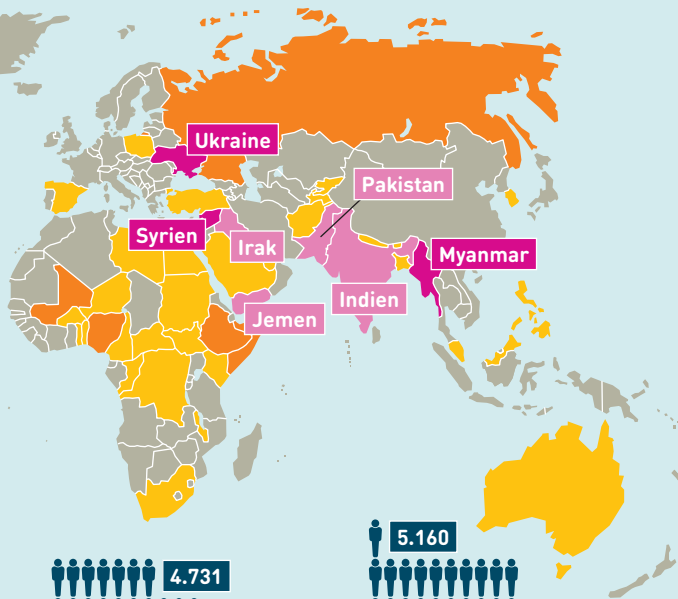 Ukraine
Pakistan
Syrien
Irak
Myanmar
Indien
Jemen
5.160
4.731